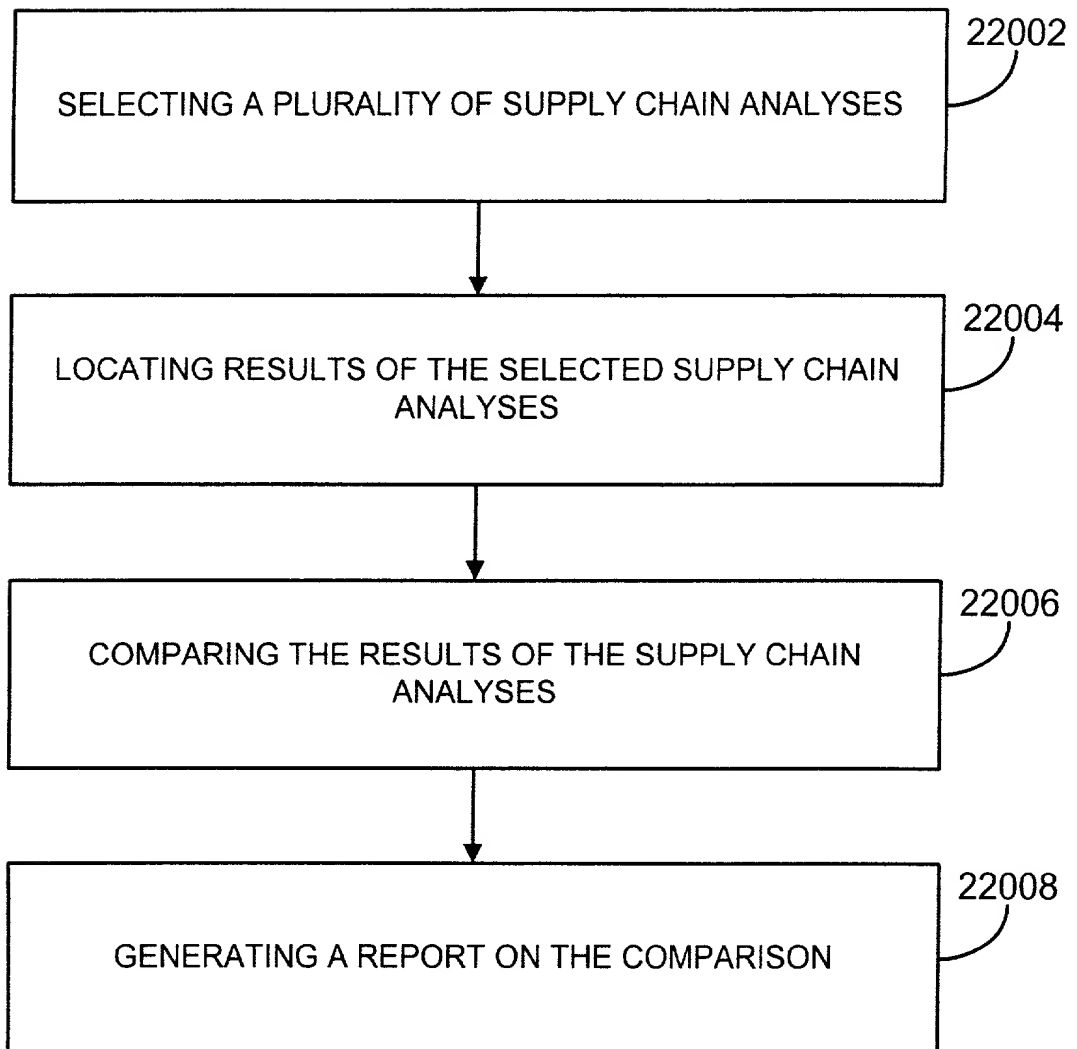 22002
SELECTING A PLURALITY OF SUPPLY CHAIN ANALYSES
22004
LOCATING RESULTS OF THE SELECTED SUPPLY CHAIN
ANALYSES
22006
COMPARING THE RESULTS OF THE SUPPLY CHAIN
ANALYSES
22008
GENERATING A REPORT ON THE COMPARISON